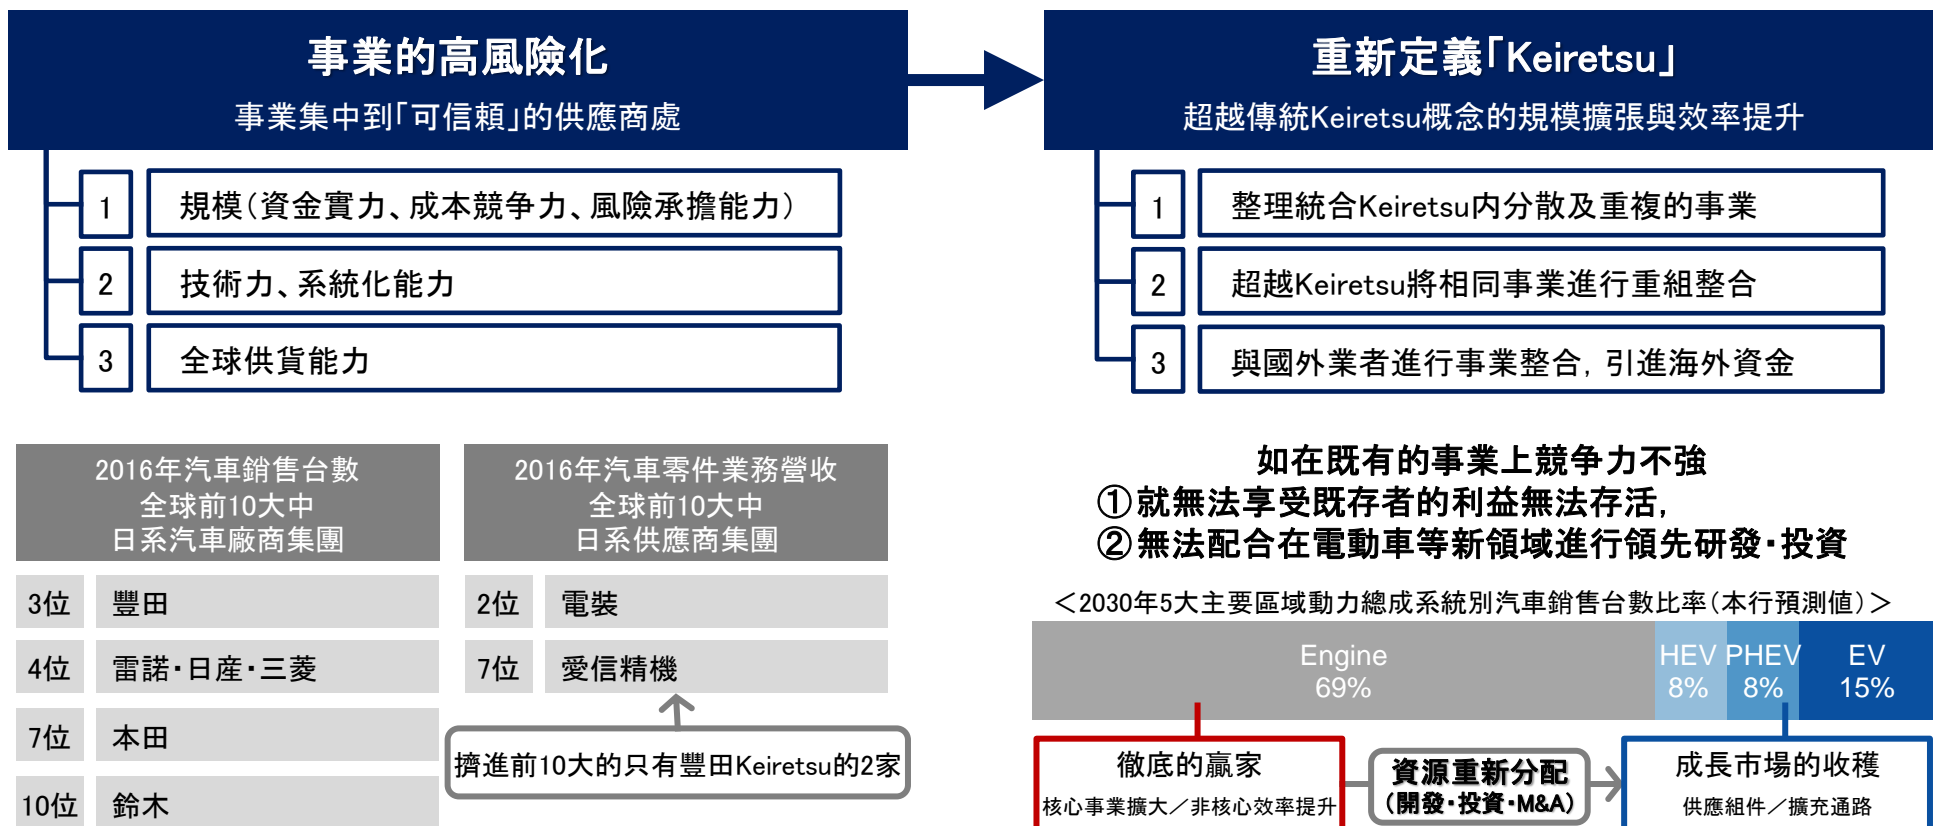 事業的高風險化
事業集中到「可信賴」的供應商處
1 規模（資金實力、成本競爭力、風險承擔能力）
2 技術力、系統化能力
3 全球供貨能力
重新定義「Keiretsu」
超越傳統Keiretsu概念的規模擴張與效率提升
1 整理統合Keiretsu内分散及重複的事業
2 超越Keiretsu將相同事業進行重組整合
3 與國外業者進行事業整合，引進海外資金
2016年汽車銷售台數
全球前10大中
日系汽車廠商集團
3位 豐田
4位 雷諾・日産・三菱
7位 本田
10位 鈴木
2016年汽車零件業務營收
全球前10大中
日系供應商集團
2位 電裝
7位 愛信精機
擠進前10大的只有豐田Keiretsu的2家
如在既有的事業上競争力不強
①就無法享受既存者的利益無法存活，
②無法配合在電動車等新領域進行領先研發・投資
＜2030年5大主要區域動力總成系統別汽車銷售台數比率（本行預測値）＞
Engine
69%
HEV
8%
PHEV
8%
EV
15%
徹底的贏家
核心事業擴大／非核心效率提升
資源重新分配
（開發・投資・M&A）
成長市場的收穫
供應組件／擴充通路